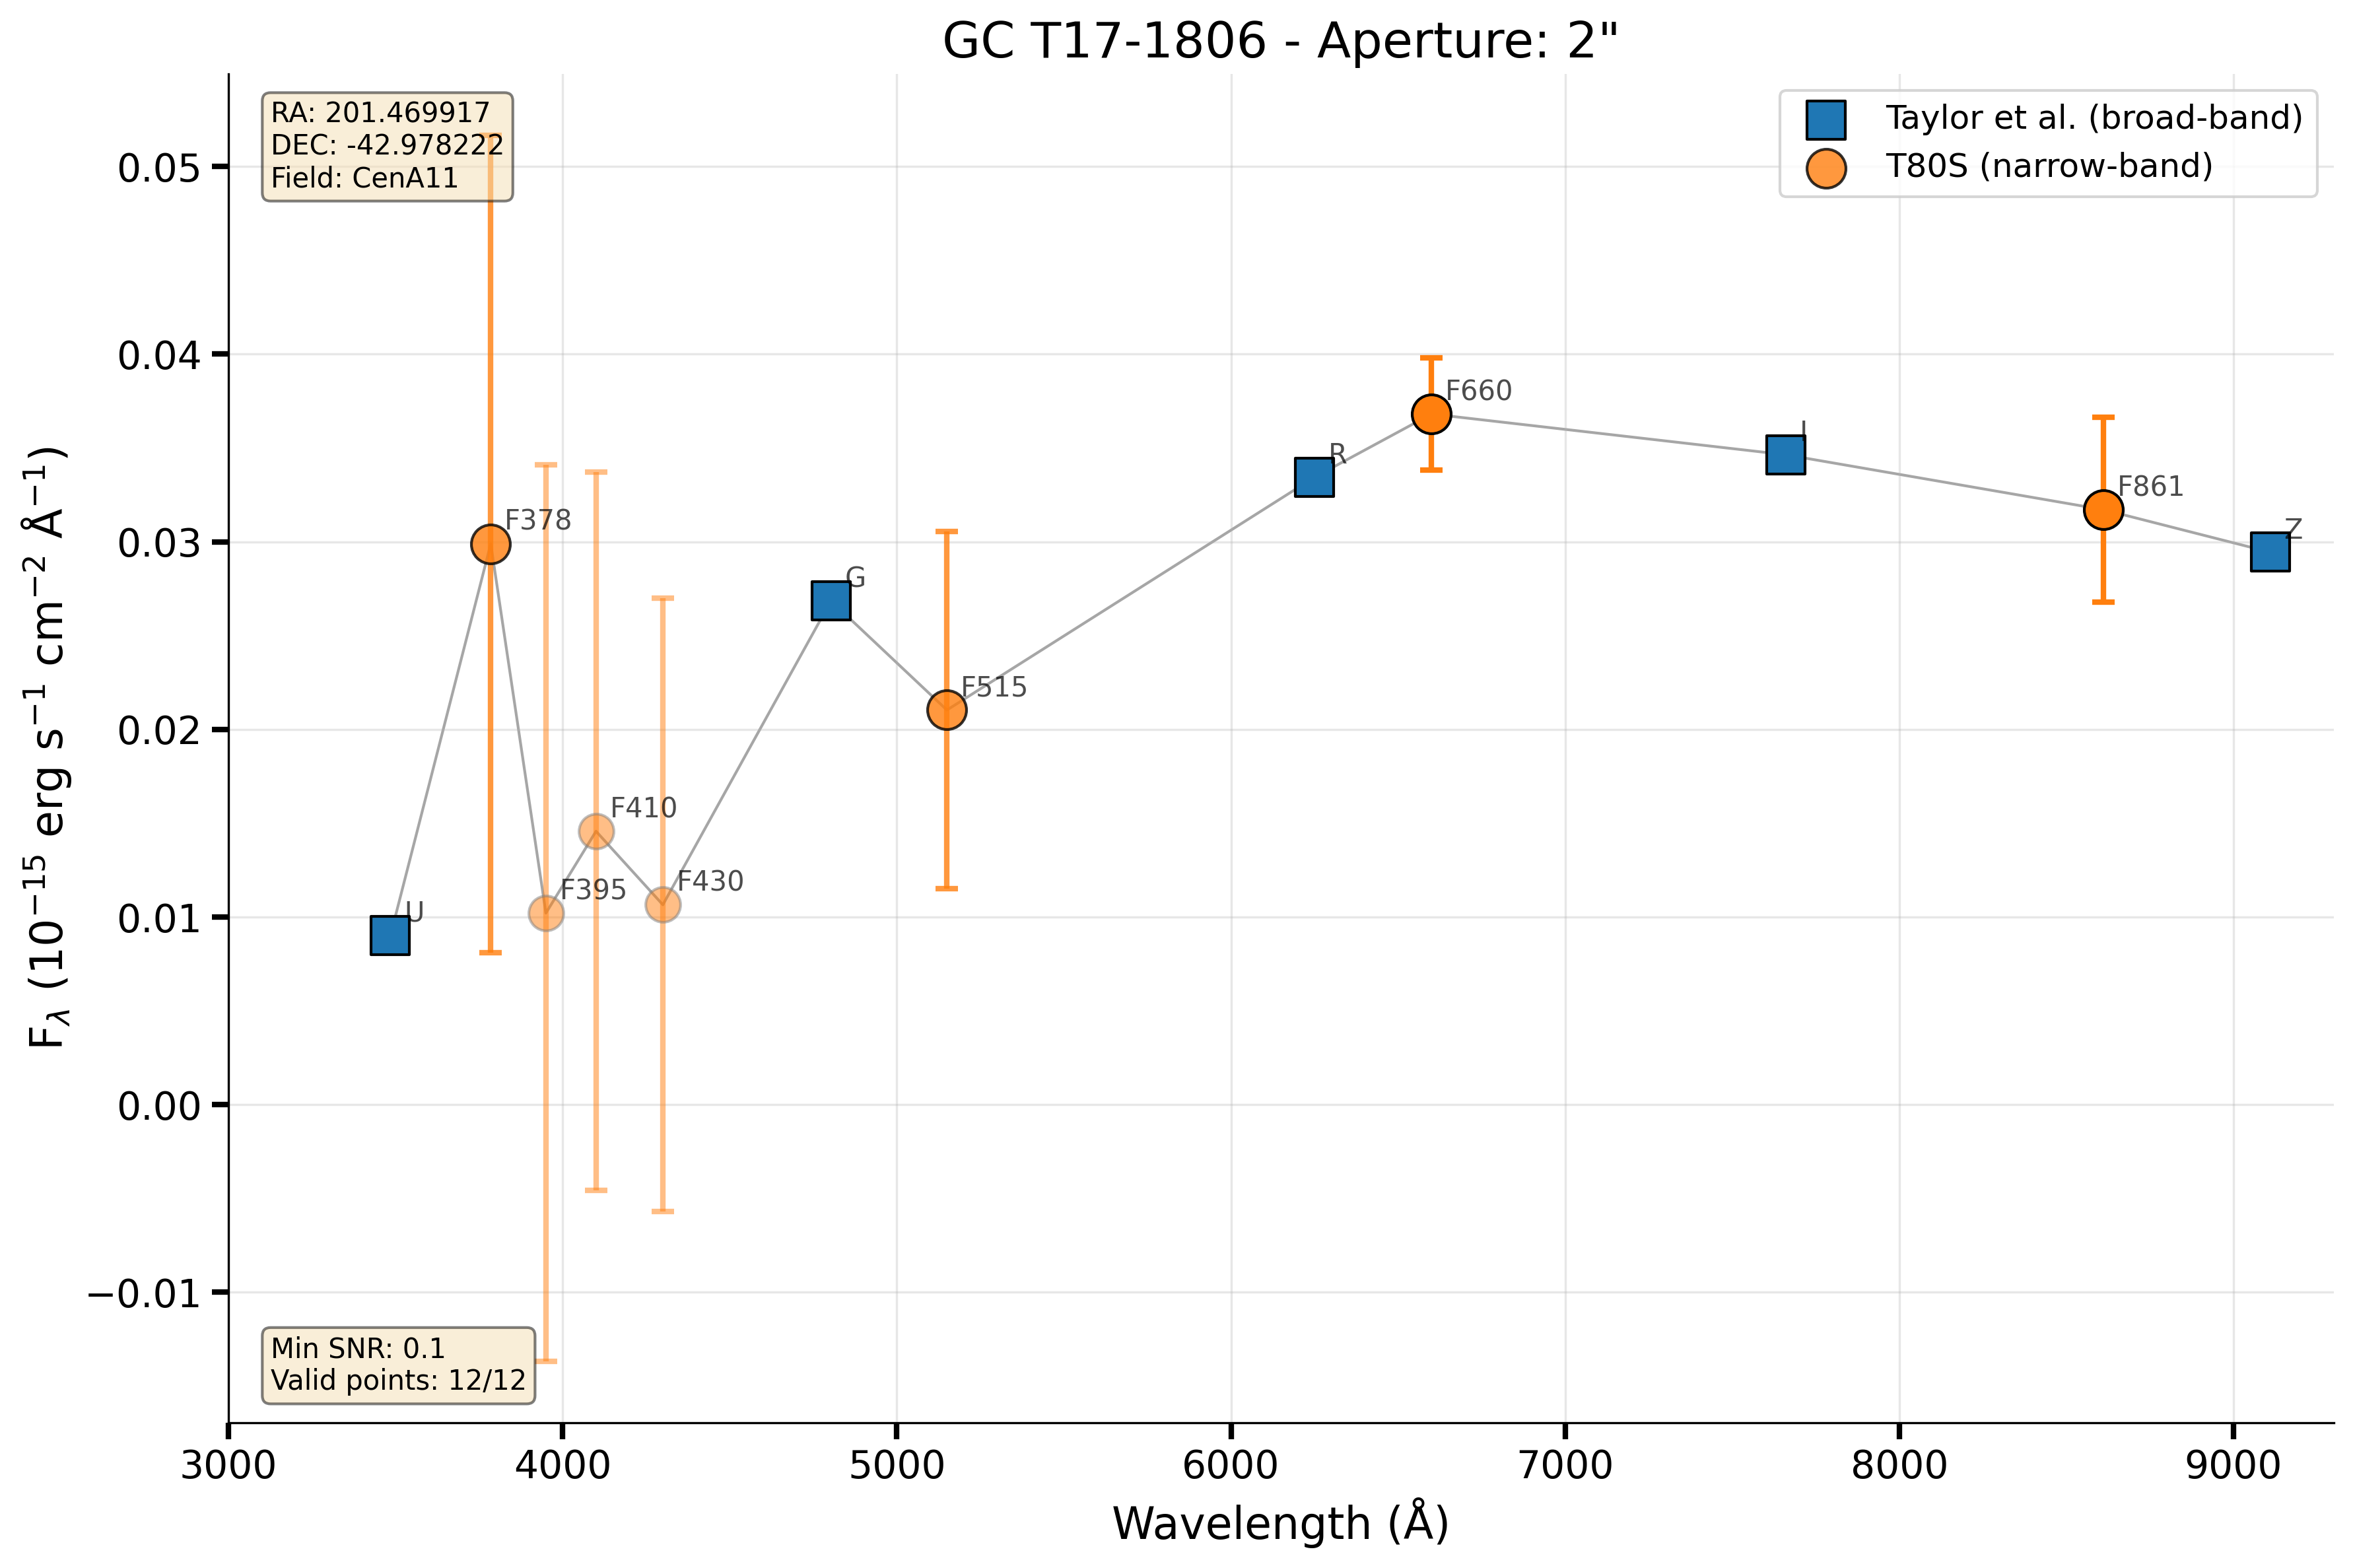 GC T17-1806 - Aperture: 2"
RA: 201.469917
DEC: -42.978222
Field: CenA11
Taylor et al. (broad-band)
T80S (narrow-band)
0.05
0.04
0.03
0.02
0.01
0.00
−0.01
F_λ (10⁻¹⁵ erg s⁻¹ cm⁻² Å⁻¹)
U
F378
F395
F410
F430
G
F515
R
F660
I
F861
Z
Min SNR: 0.1
Valid points: 12/12
3000 4000 5000 6000 7000 8000 9000
Wavelength (Å)